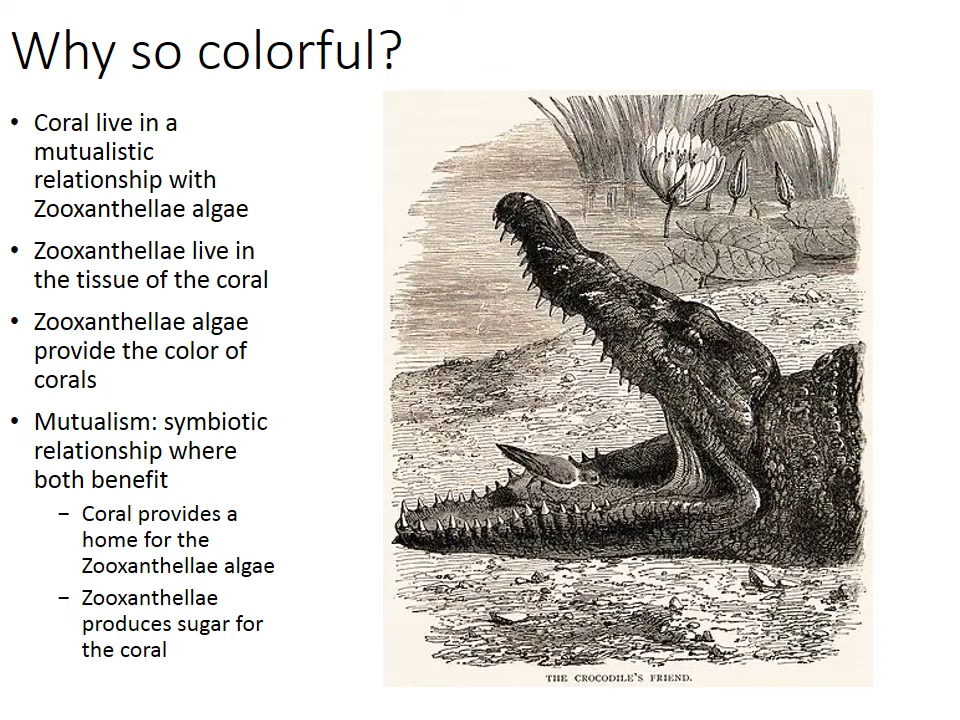 Why so colorful?
• Coral live in a
mutualistic
relationship with
Zooxanthellae algae
• Zooxanthellae live in
the tissue of the coral
• Zooxanthellae algae
provide the color of
corals
• Mutualism: symbiotic
relationship where
both benefit
– Coral provides a
home for the
Zooxanthellae algae
– Zooxanthellae
produces sugar for
the coral
THE CROCODILE'S FRIEND.